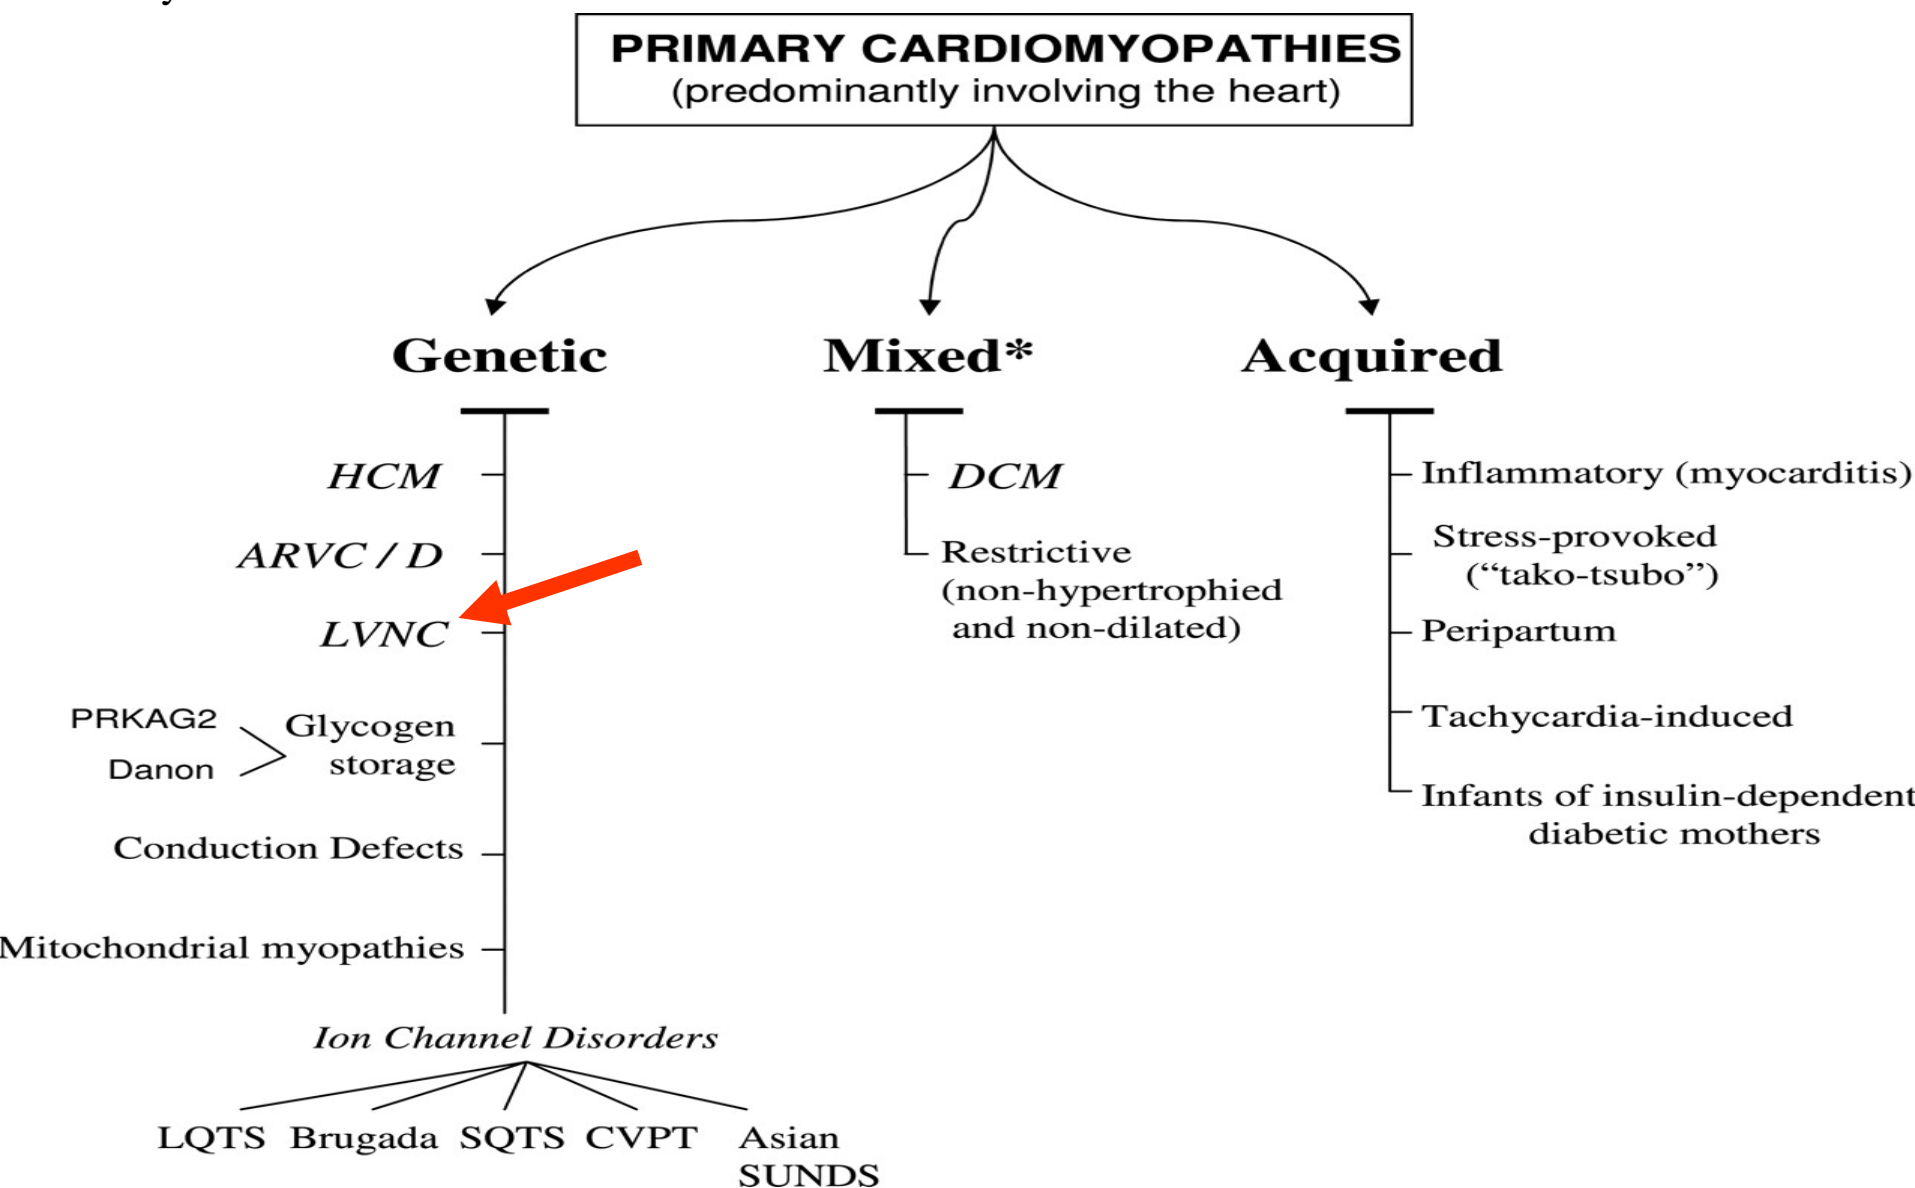 PRIMARY CARDIOMYOPATHIES
(predominantly involving the heart)
Genetic
HCM
ARVC / D
LVNC
PRKAG2
Danon
Glycogen
storage
Conduction Defects
Mitochondrial myopathies
Ion Channel Disorders
LQTS
Brugada
SQTS
CVPT
Asian
SUNDS
Mixed*
DCM
Restrictive
(non-hypertrophied
and non-dilated)
Acquired
Inflammatory (myocarditis)
Stress-provoked
(“tako-tsubo”)
Peripartum
Tachycardia-induced
Infants of insulin-dependent
diabetic mothers